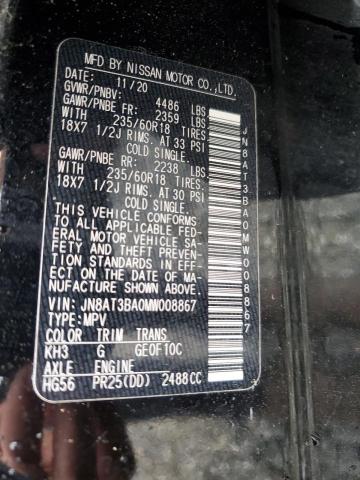 MFD BY NISSAN MOTOR CO.,LTD.
DATE: 11/20
GVWR/PNBV: 4486 LBS
GAWR/PNBE FR: 2359 LBS
WITH 235/60R18 TIRES
18X7 1/2J RIMS. AT 33 PSI
COLD SINGLE.
GAWR/PNBE RR: 2238 LBS
WITH 235/60R18 TIRES.
18X7 1/2J RIMS. AT 30 PSI
COLD SINGLE.
THIS VEHICLE CONFORMS
TO ALL APPLICABLE FED-
ERAL MOTOR VEHICLE SA-
FETY AND THEFT PREVEN-
TION STANDARDS IN EFF-
ECT ON THE DATE OF MA-
NUFACTURE SHOWN ABOVE.
VIN: JN8AT3BA0MW008867
TYPE: MPV
COLOR TRIM TRANS
KH3 G GE0F10C
AXLE ENGINE
HG56 PR25(DD) 2488CC
JN8AT3BA0MW008867